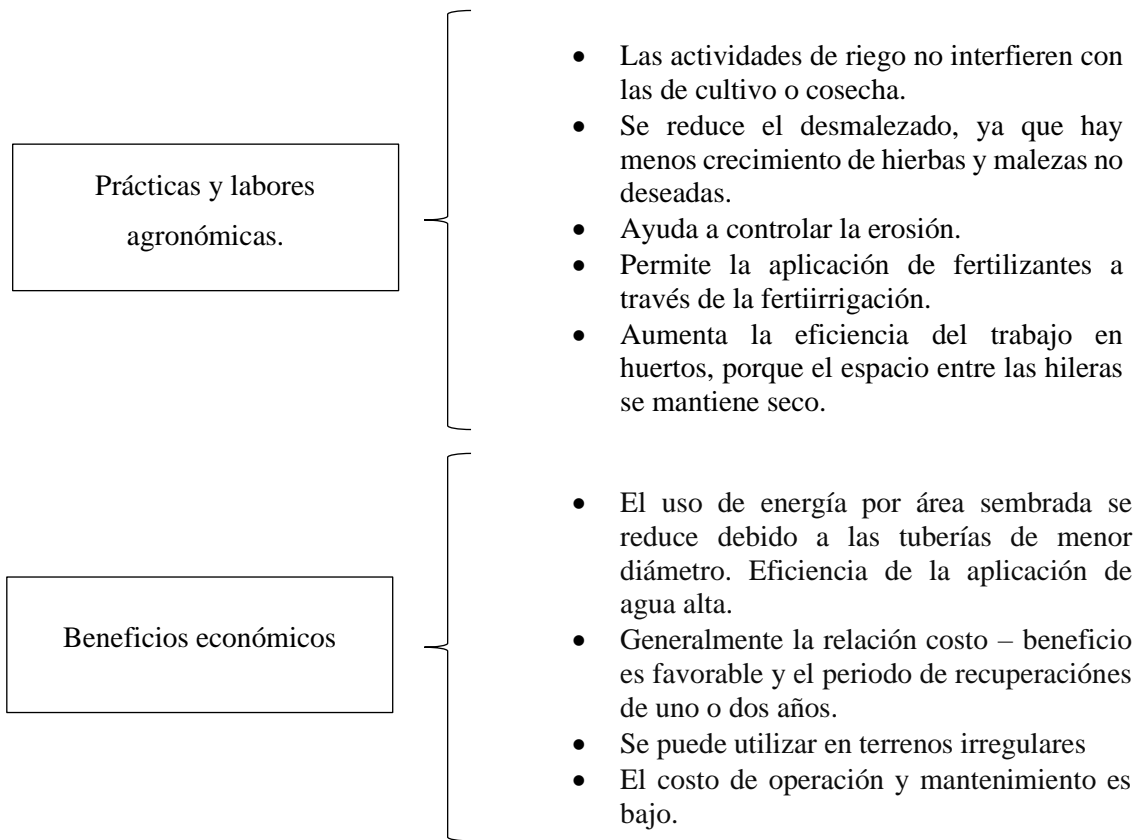 Prácticas y labores
agronómicas.
• Las actividades de riego no interfieren con
las de cultivo o cosecha.
• Se reduce el desmalezado, ya que hay
menos crecimiento de hierbas y malezas no
deseadas.
• Ayuda a controlar la erosión.
• Permite la aplicación de fertilizantes a
través de la fertiirrigación.
• Aumenta la eficiencia del trabajo en
huertos, porque el espacio entre las hileras
se mantiene seco.
Beneficios económicos
• El uso de energía por área sembrada se
reduce debido a las tuberías de menor
diámetro. Eficiencia de la aplicación de
agua alta.
• Generalmente la relación costo – beneficio
es favorable y el periodo de recuperaciónes
de uno o dos años.
• Se puede utilizar en terrenos irregulares
• El costo de operación y mantenimiento es
bajo.